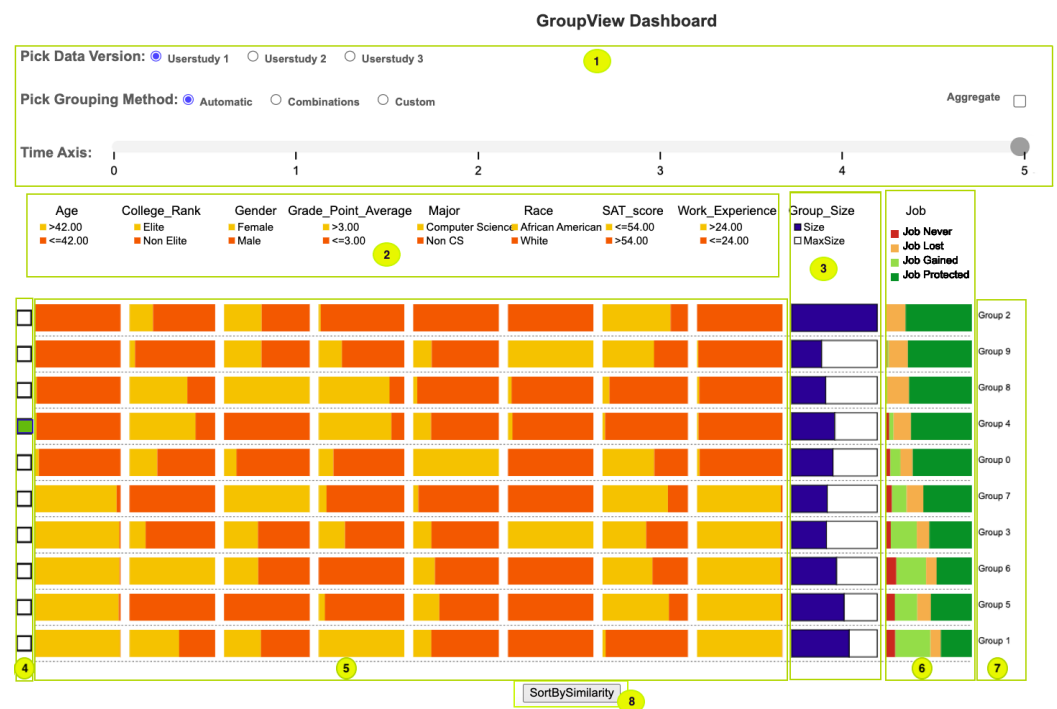 GroupView Dashboard
Pick Data Version: Userstudy 1 Userstudy 2 Userstudy 3
1
Pick Grouping Method: Automatic Combinations Custom Aggregate
Time Axis:
0 1 2 3 4 5
Age College_Rank Gender Grade_Point_Average Major Race SAT_score Work_Experience Group_Size Job
>42.00 Elite Female >3.00 Computer Science African American <=54.00 >24.00 Size Job Never
<=42.00 Non Elite Male <=3.00 Non CS White >54.00 <=24.00 MaxSize Job Lost
2 3 Job Gained
Job Protected
Group 2
Group 9
Group 8
Group 4
Group 0
Group 7
Group 3
Group 6
Group 5
Group 1
4 5 6 7
SortBySimilarity 8